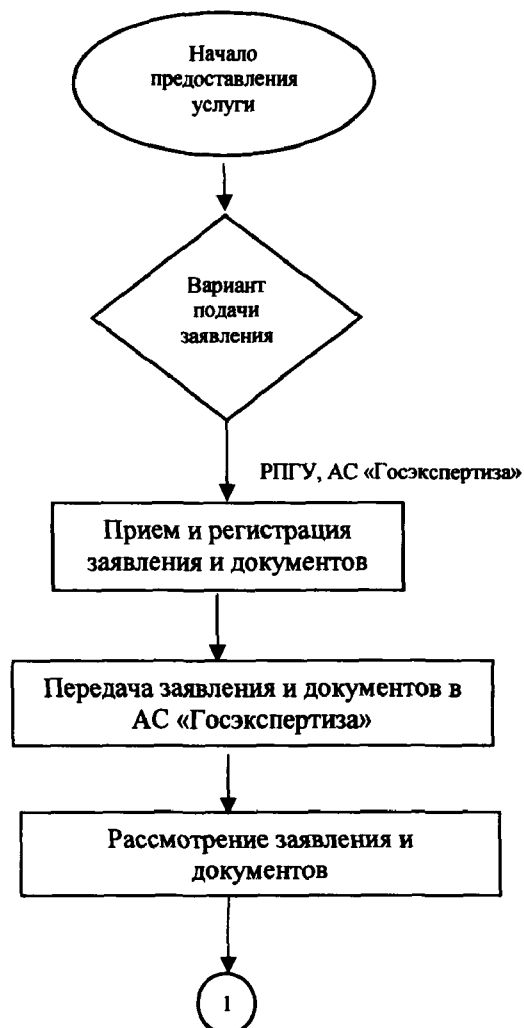 Начало
предоставления
услуги
Вариант
подачи
заявления
РПГУ, АС «Госэкспертиза»
Прием и регистрация
заявления и документов
Передача заявления и документов в
АС «Госэкспертиза»
Рассмотрение заявления и
документов
1